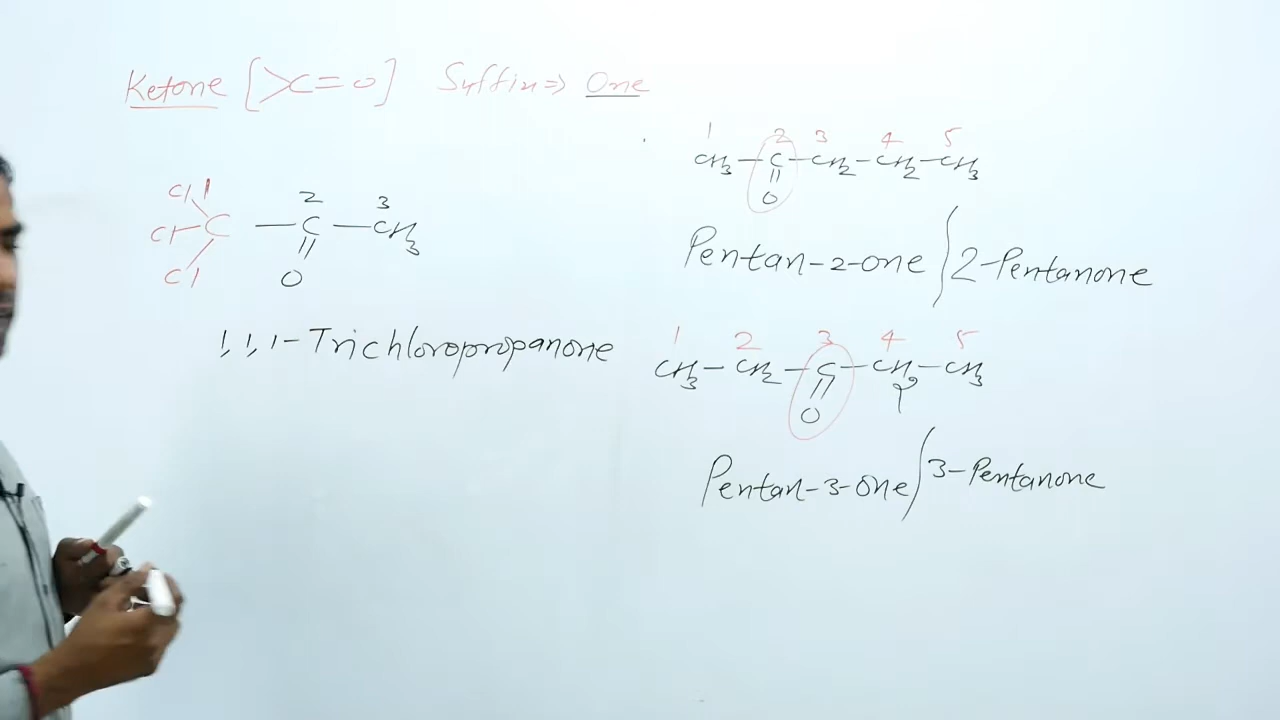 Ketone [>C=O] Suffix⇒ One
Cl 1 2 3
Cl–C — C — CH3
Cl O
1,1,1-Trichloropropanone
1 2 3 4 5
CH3–C–CH2–CH2–CH3
O
Pentan-2-one / 2-Pentanone
1 2 3 4 5
CH3–CH2–C–CH2–CH3
O
Pentan-3-one / 3-Pentanone